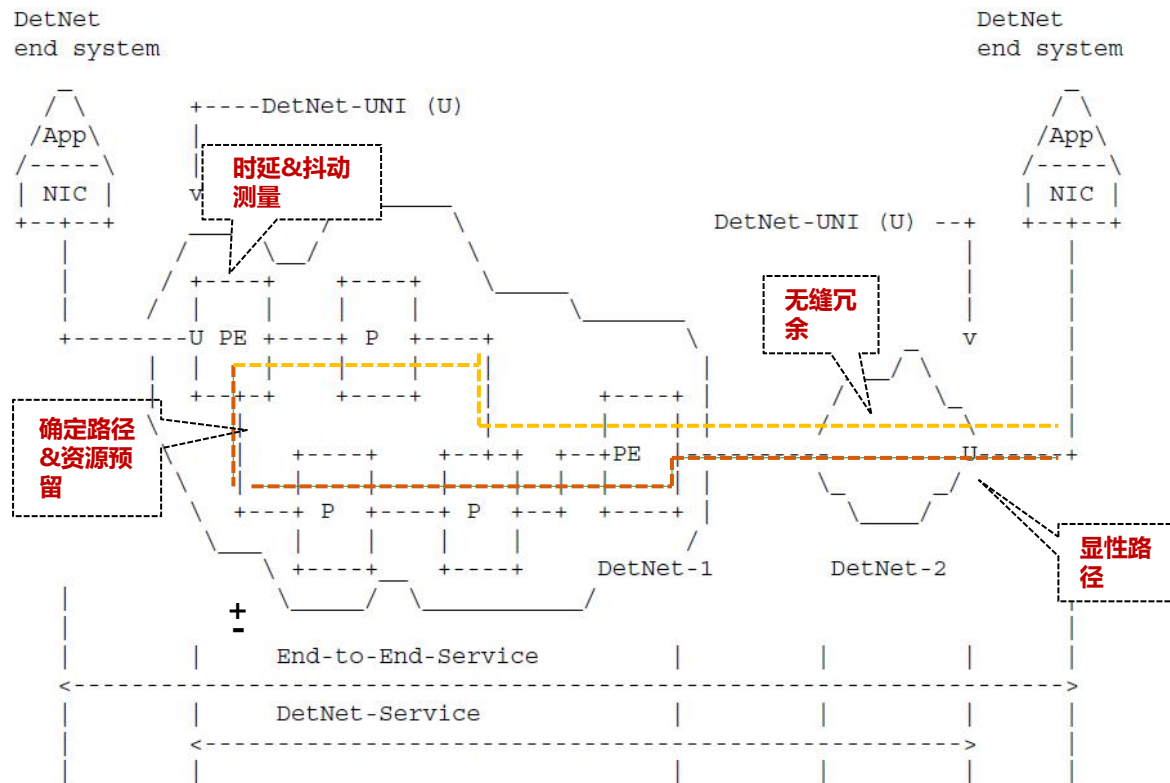 DetNet
end system
DetNet
end system
App
NIC
DetNet-UNI (U)
时延&抖动
测量
v
App
NIC
DetNet-UNI (U)
无缝冗
余
v
U PE
P
确定路径
&资源预
留
PE
U
P
P
显性路
径
DetNet-1
DetNet-2
End-to-End-Service
DetNet-Service